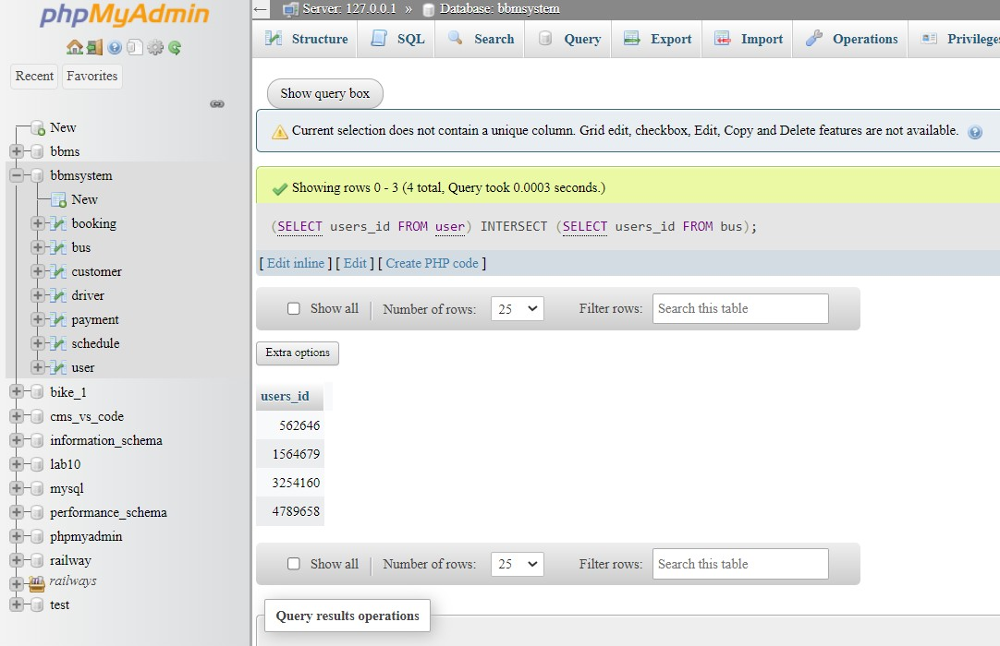 phpMyAdmin
Recent Favorites
New
bbms
bbmsystem
New
booking
bus
customer
driver
payment
schedule
user
bike_1
cms_vs_code
information_schema
lab10
mysql
performance_schema
phpmyadmin
railway
railways
test
Server: 127.0.0.1 » Database: bbmsystem
Structure SQL Search Query Export Import Operations Privileges
Show query box
Current selection does not contain a unique column. Grid edit, checkbox, Edit, Copy and Delete features are not available.
Showing rows 0 - 3 (4 total, Query took 0.0003 seconds.)
(SELECT users_id FROM user) INTERSECT (SELECT users_id FROM bus);
[ Edit inline ] [ Edit ] [ Create PHP code ]
Show all Number of rows: 25 Filter rows: Search this table
Extra options
users_id
562646
1564679
3254160
4789658
Show all Number of rows: 25 Filter rows: Search this table
Query results operations